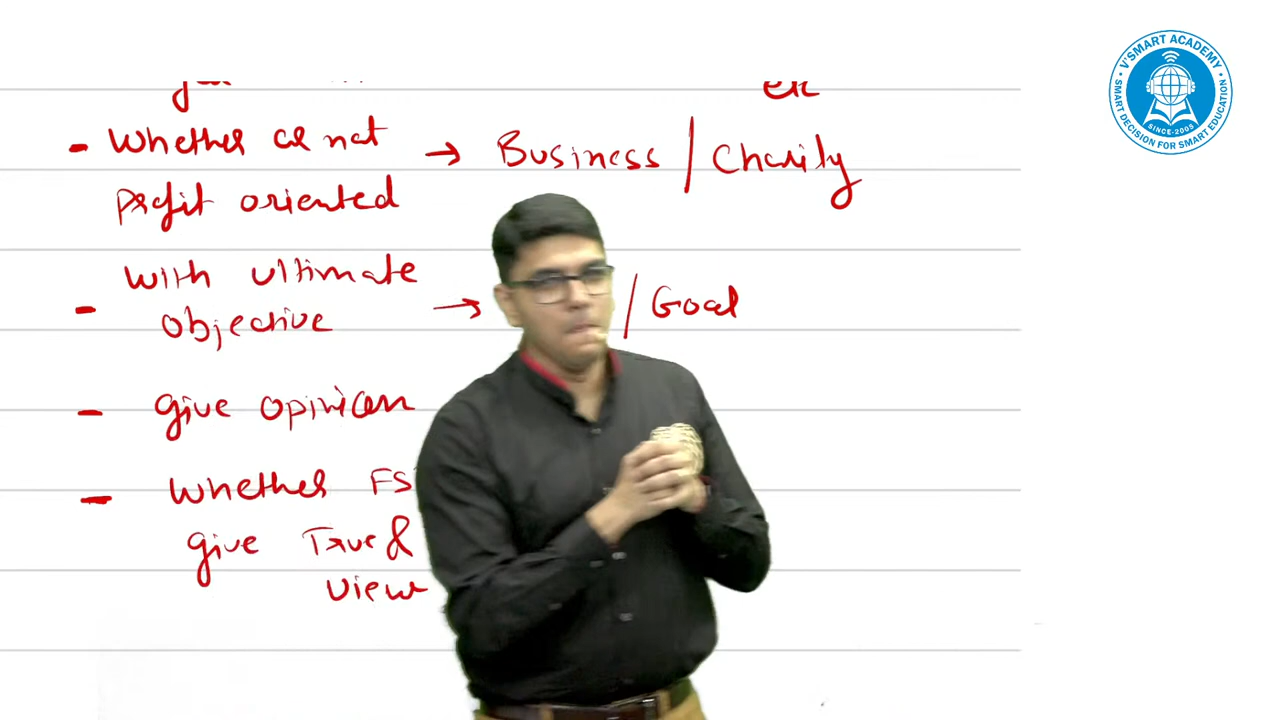 etc
- Whether or not → Business / Charity
profit oriented
With ultimate
- objective → / Goal
- give opinion
- Whether FS
give True &
View
V'SMART ACADEMY
SINCE-2005
SMART DECISION FOR SMART EDUCATION